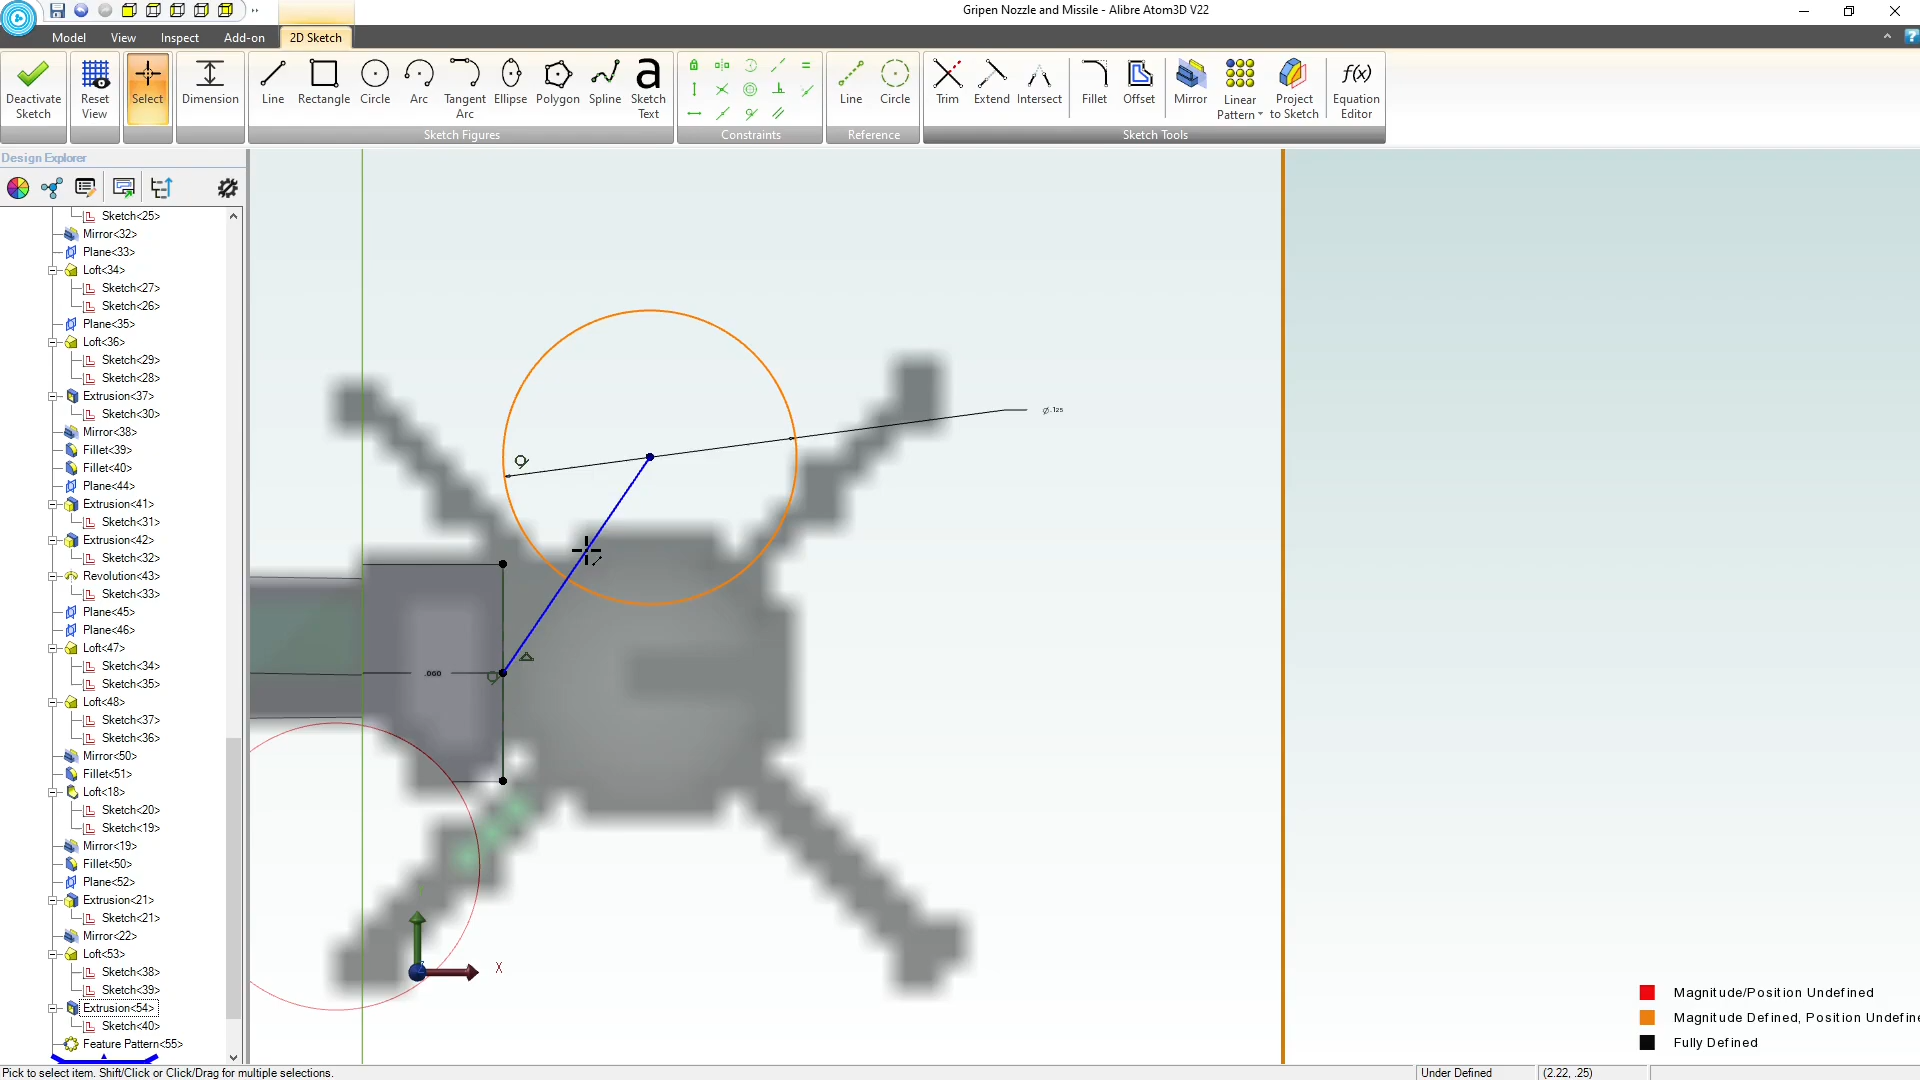 Gripen Nozzle and Missile - Alibre Atom3D V22
Model View Inspect Add-on 2D Sketch
Deactivate Sketch
Reset View
Select
Dimension
Line Rectangle Circle Arc Tangent Arc Ellipse Polygon Spline Sketch Text
Line Circle
Trim Extend Intersect Fillet Offset Mirror Linear Pattern Project to Sketch
f(x) Equation Editor
Sketch Figures Constraints Reference Sketch Tools
Design Explorer
Sketch<25>
Mirror<32>
Plane<33>
Loft<34>
Sketch<27>
Sketch<26>
Plane<35>
Loft<36>
Sketch<29>
Sketch<28>
Extrusion<37>
Sketch<30>
Mirror<38>
Fillet<39>
Fillet<40>
Plane<44>
Extrusion<41>
Sketch<31>
Extrusion<42>
Sketch<32>
Revolution<43>
Sketch<33>
Plane<45>
Plane<46>
Loft<47>
Sketch<34>
Sketch<35>
Loft<48>
Sketch<37>
Sketch<36>
Mirror<50>
Fillet<51>
Loft<18>
Sketch<20>
Sketch<19>
Mirror<19>
Fillet<50>
Plane<52>
Extrusion<21>
Sketch<21>
Mirror<22>
Loft<53>
Sketch<38>
Sketch<39>
Extrusion<54>
Sketch<40>
Feature Pattern<55>
Ø.125
.060
X
Magnitude/Position Undefined
Magnitude Defined, Position Undefine
Fully Defined
Pick to select item. Shift/Click or Click/Drag for multiple selections.
Under Defined (2.22, .25)